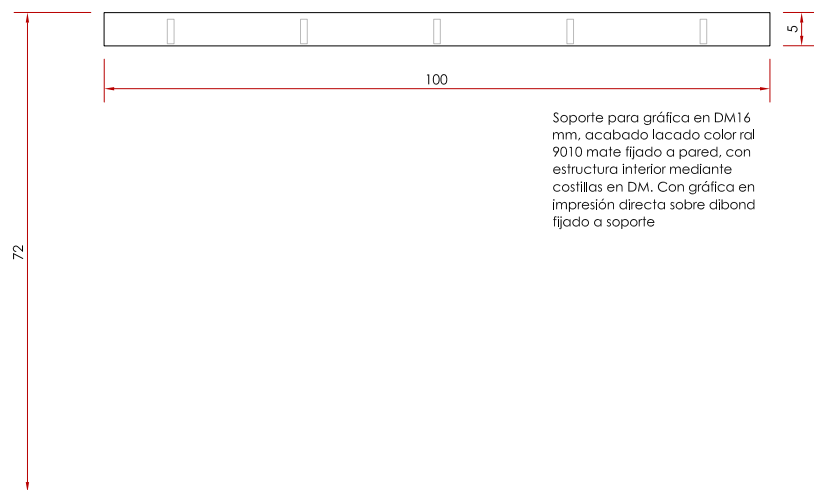 5
100
Soporte para gráfica en DM16
mm, acabado lacado color ral
9010 mate fijado a pared, con
estructura interior mediante
costillas en DM. Con gráfica en
impresión directa sobre dibond
fijado a soporte
72